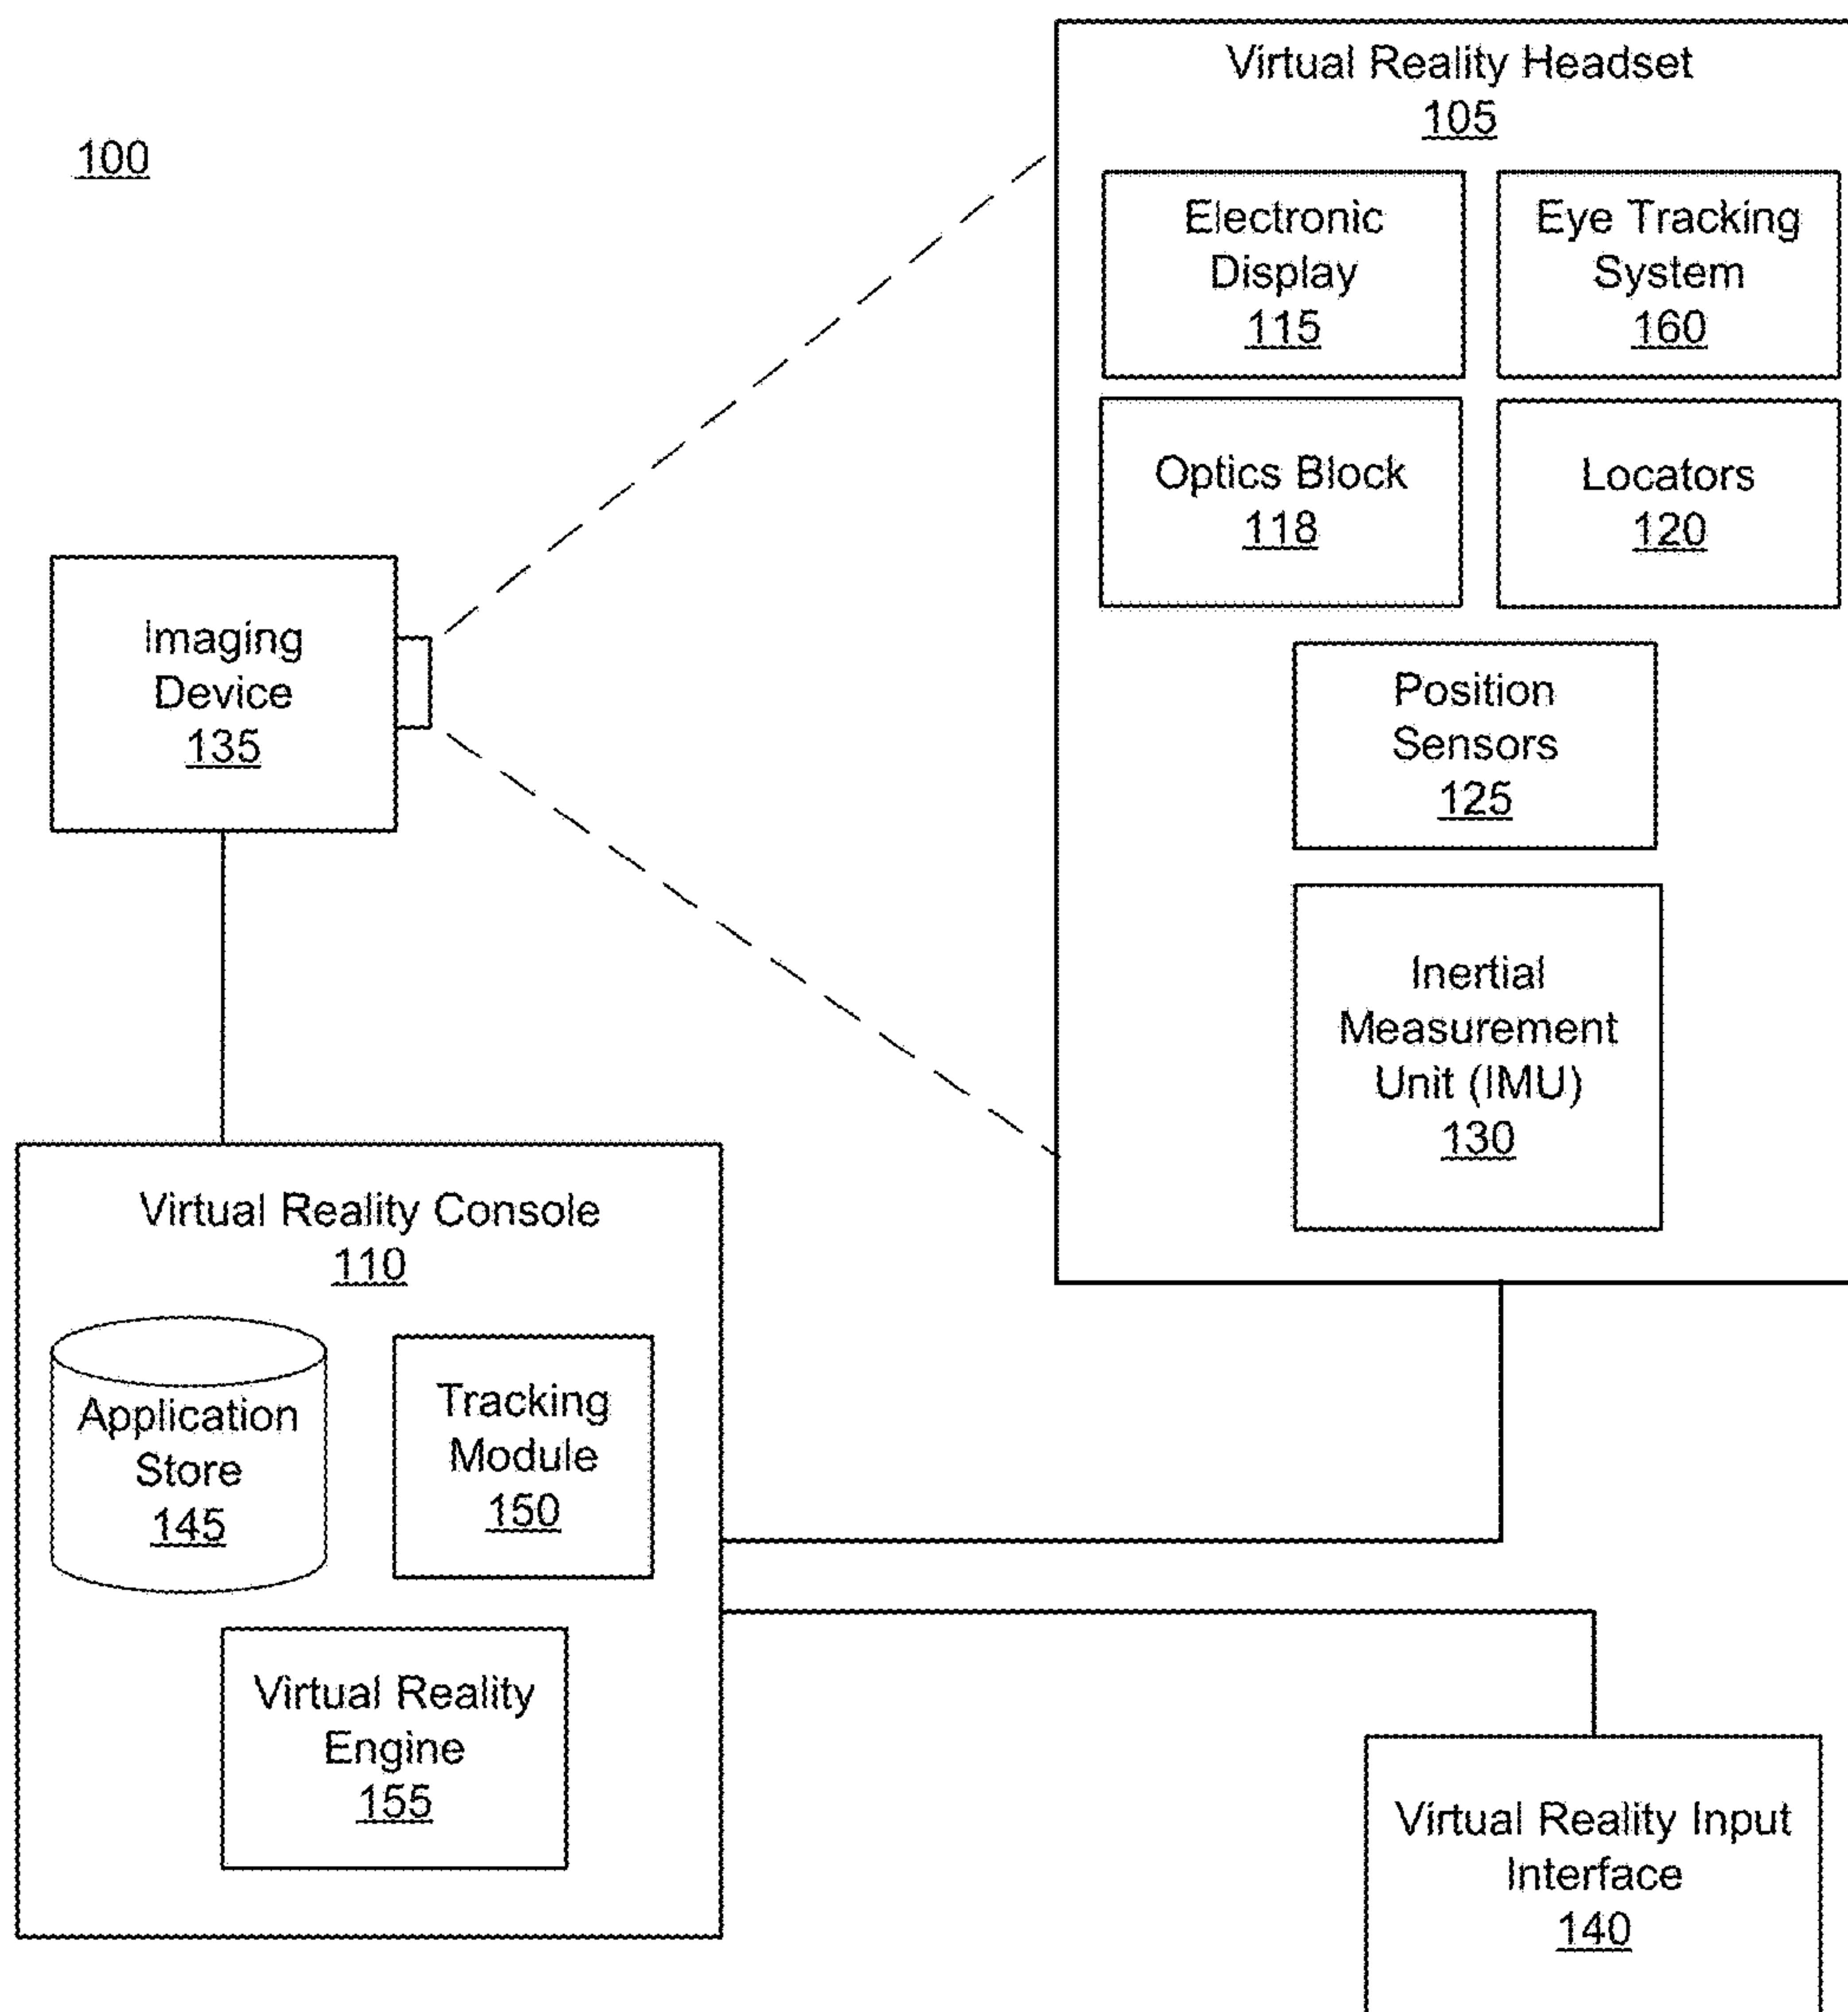 100
Virtual Reality Headset
105
Electronic
Display
115
Eye Tracking
System
160
Optics Block
118
Locators
120
Imaging
Device
135
Position
Sensors
125
Inertial
Measurement
Unit (IMU)
130
Virtual Reality Console
110
Application
Store
145
Tracking
Module
150
Virtual Reality
Engine
155
Virtual Reality Input
Interface
140